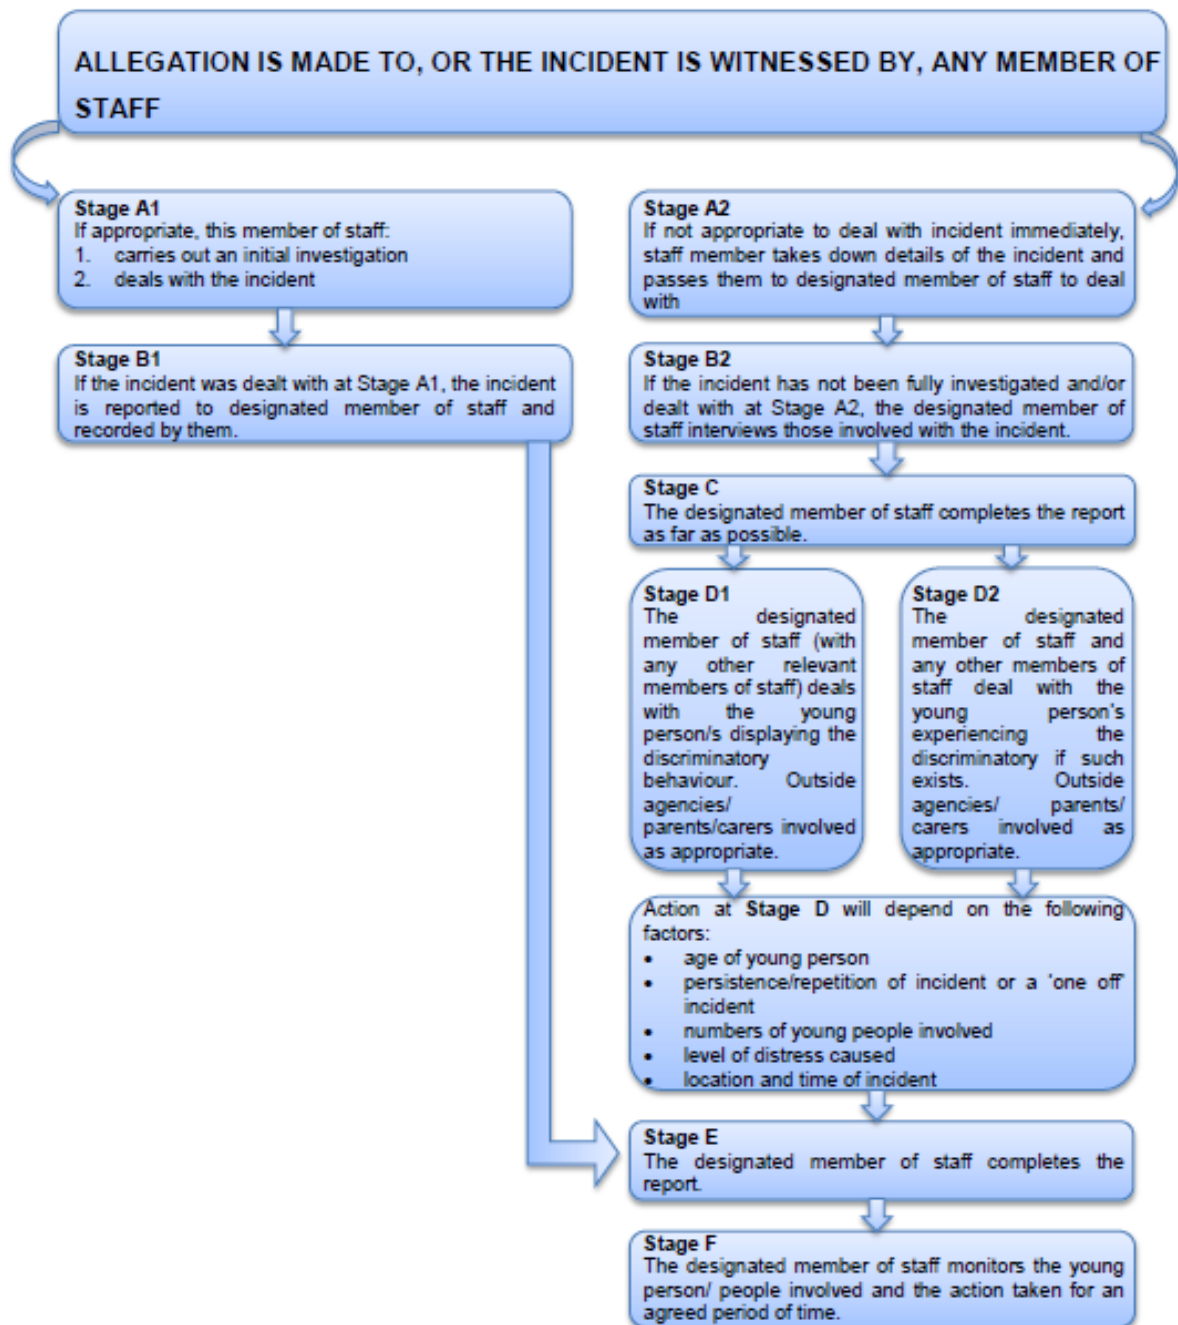 ALLEGATION IS MADE TO, OR THE INCIDENT IS WITNESSED BY, ANY MEMBER OF
STAFF
Stage A1
If appropriate, this member of staff:
1. carries out an initial investigation
2. deals with the incident
Stage B1
If the incident was dealt with at Stage A1, the incident
is reported to designated member of staff and
recorded by them.
Stage A2
If not appropriate to deal with incident immediately,
staff member takes down details of the incident and
passes them to designated member of staff to deal
with
Stage B2
If the incident has not been fully investigated and/or
dealt with at Stage A2, the designated member of
staff interviews those involved with the incident.
Stage C
The designated member of staff completes the report
as far as possible.
Stage D1
The designated
member of staff (with
any other relevant
members of staff) deals
with the young
person/s displaying the
discriminatory
behaviour. Outside
agencies/
parents/carers involved
as appropriate.
Stage D2
The designated
member of staff and
any other members of
staff deal with the
young person's
experiencing the
discriminatory if such
exists. Outside
agencies/ parents/
carers involved as
appropriate.
Action at Stage D will depend on the following
factors:
• age of young person
• persistence/repetition of incident or a 'one off'
incident
• numbers of young people involved
• level of distress caused
• location and time of incident
Stage E
The designated member of staff completes the
report.
Stage F
The designated member of staff monitors the young
person/ people involved and the action taken for an
agreed period of time.